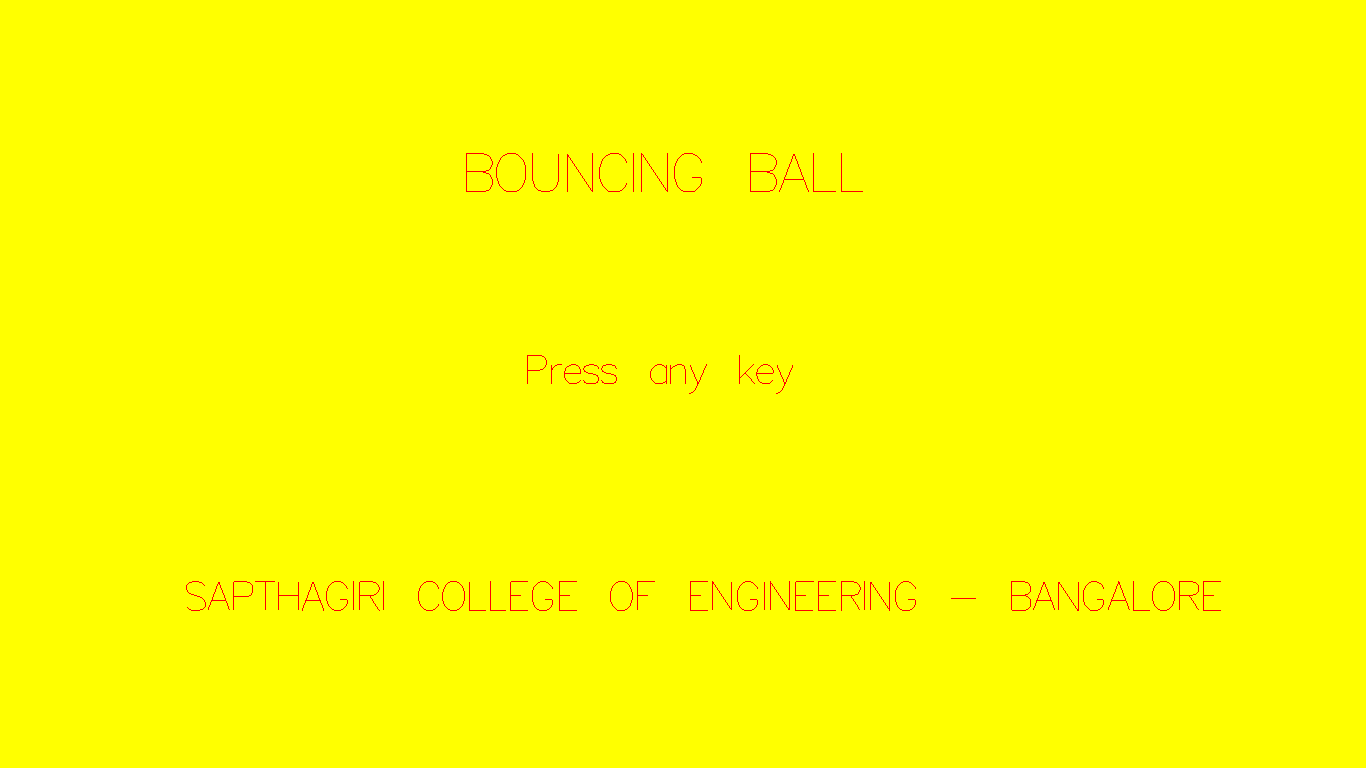 BOUNCING BALL
Press any key
SAPTHAGIRI COLLEGE OF ENGINEERING - BANGALORE